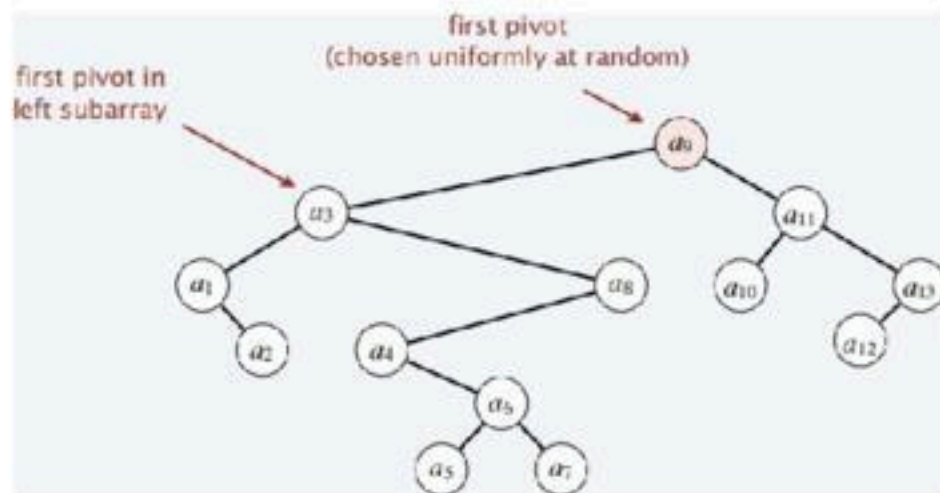 first pivot
(chosen uniformly at random)
first pivot in
left subarray
a9
a3
a11
a1
a8
a10
a13
a2
a4
a12
a6
a5
a7